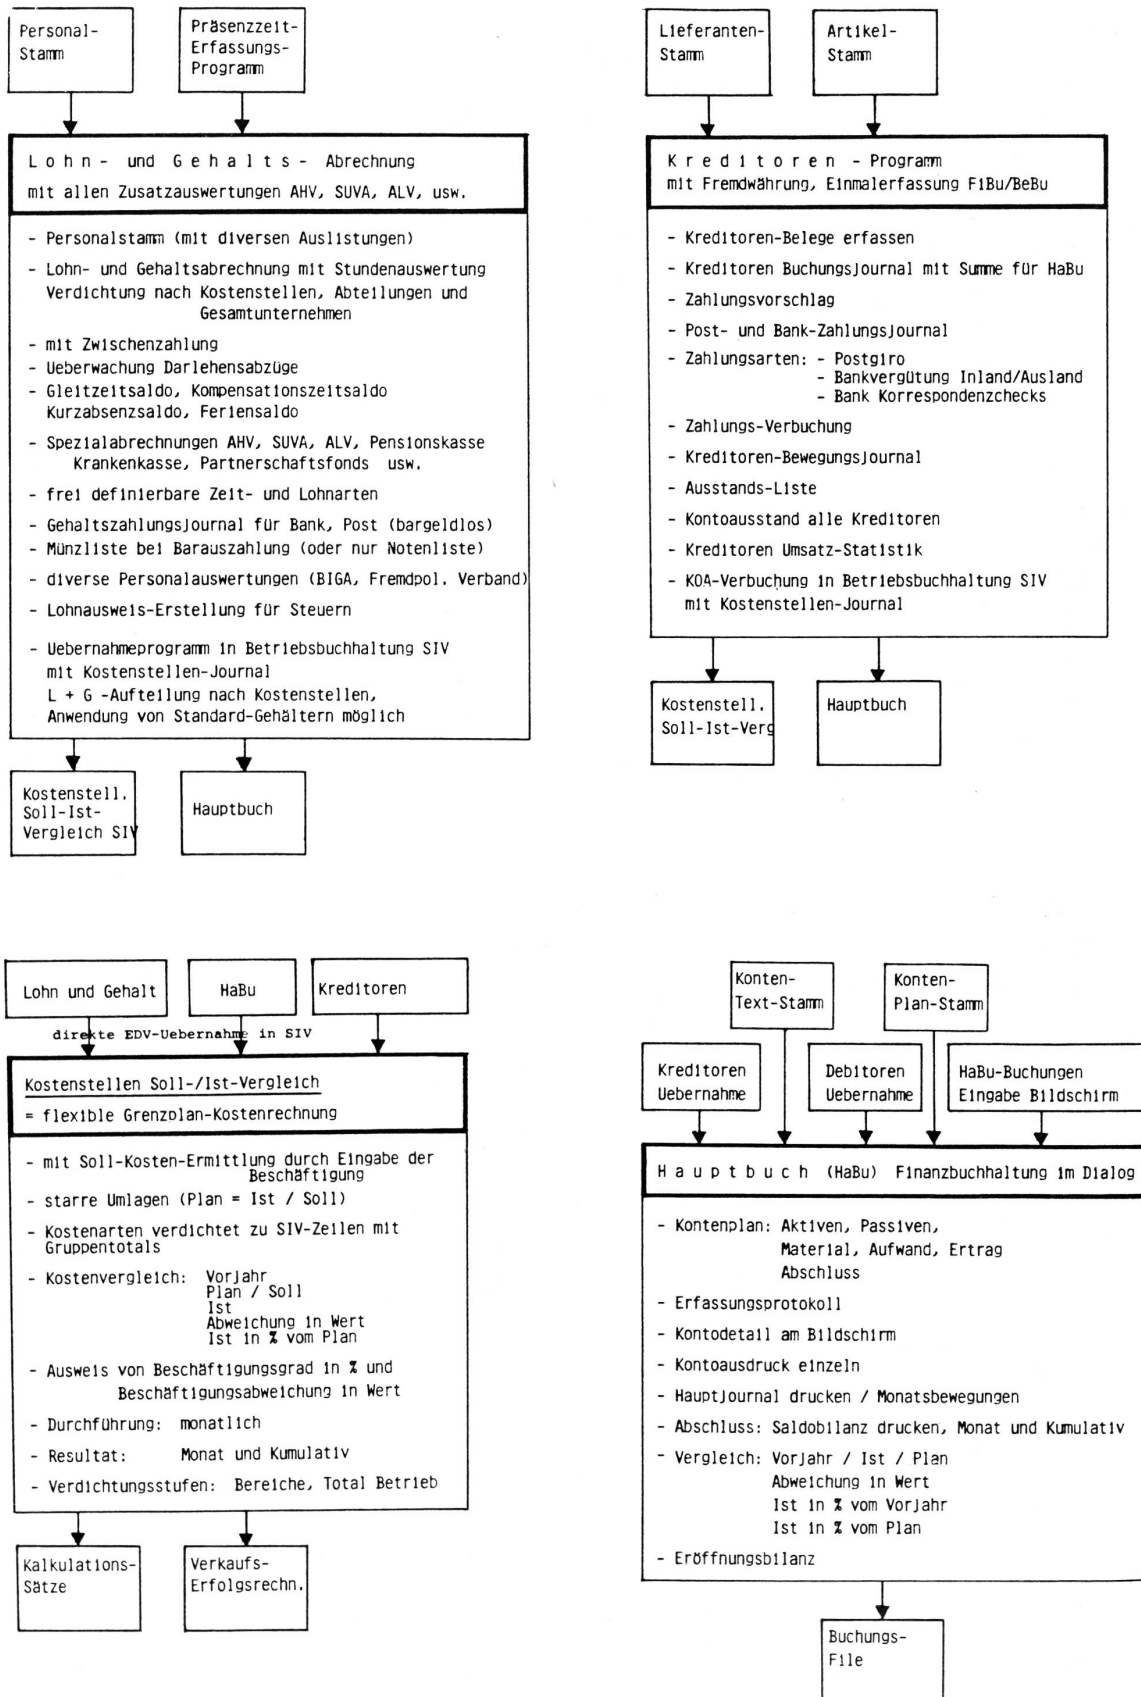 Personal-
Stamm
Präsenzzeit-
Erfassungs-
Programm
L o h n - und G e h a l t s - Abrechnung
mit allen Zusatzauswertungen AHV, SUVA, ALV, usw.
- Personalstamm (mit diversen Auslistungen)
- Lohn- und Gehaltsabrechnung mit Stundenauswertung
Verdichtung nach Kostenstellen, Abteilungen und
Gesamtunternehmen
- mit Zwischenzahlung
- Ueberwachung Darlehensabzüge
- Gleitzeitsaldo, Kompensationszeitsaldo
Kurzabsenzsaldo, Feriensaldo
- Spezialabrechnungen AHV, SUVA, ALV, Pensionskasse
Krankenkasse, Partnerschaftsfonds usw.
- frei definierbare Zeit- und Lohnarten
- Gehaltszahlungsjournal für Bank, Post (bargeldlos)
- Münzliste bei Barauszahlung (oder nur Notenliste)
- diverse Personalauswertungen (BIGA, Fremdpol. Verband)
- Lohnausweis-Erstellung für Steuern
- Uebernahmeprogramm in Betriebsbuchhaltung SIV
mit Kostenstellen-Journal
L + G -Aufteilung nach Kostenstellen,
Anwendung von Standard-Gehältern möglich
Kostenstell.
Soll-Ist-
Vergleich SIV
Hauptbuch
Lieferanten-
Stamm
Artikel-
Stamm
K r e d i t o r e n - Programm
mit Fremdwährung, Einmalerfassung FiBu/BeBu
- Kreditoren-Belege erfassen
- Kreditoren Buchungsjournal mit Summe für HaBu
- Zahlungsvorschlag
- Post- und Bank-Zahlungsjournal
- Zahlungsarten: - Postgiro
- Bankvergütung Inland/Ausland
- Bank Korrespondenzchecks
- Zahlungs-Verbuchung
- Kreditoren-Bewegungsjournal
- Ausstands-Liste
- Kontoausstand alle Kreditoren
- Kreditoren Umsatz-Statistik
- KOA-Verbuchung in Betriebsbuchhaltung SIV
mit Kostenstellen-Journal
Kostenstell.
Soll-Ist-Verg
Hauptbuch
Lohn und Gehalt
HaBu
Kreditoren
direkte EDV-Uebernahme in SIV
Kostenstellen Soll-/Ist-Vergleich
= flexible Grenzplan-Kostenrechnung
- mit Soll-Kosten-Ermittlung durch Eingabe der
Beschäftigung
- starre Umlagen (Plan = Ist / Soll)
- Kostenarten verdichtet zu SIV-Zeilen mit
Gruppentotals
- Kostenvergleich: Vorjahr
Plan / Soll
Ist
Abweichung in Wert
Ist in % vom Plan
- Ausweis von Beschäftigungsgrad in % und
Beschäftigungsabweichung in Wert
- Durchführung: monatlich
- Resultat: Monat und Kumulativ
- Verdichtungsstufen: Bereiche, Total Betrieb
Kalkulations-
Sätze
Verkaufs-
Erfolgsrechn.
Konten-
Text-Stamm
Konten-
Plan-Stamm
Kreditoren
Uebernahme
Debitoren
Uebernahme
HaBu-Buchungen
Eingabe Bildschirm
H a u p t b u c h (HaBu) Finanzbuchhaltung im Dialog
- Kontenplan: Aktiven, Passiven,
Material, Aufwand, Ertrag
Abschluss
- Erfassungsprotokoll
- Kontodetail am Bildschirm
- Kontoausdruck einzeln
- Hauptjournal drucken / Monatsbewegungen
- Abschluss: Saldobilanz drucken, Monat und Kumulativ
- Vergleich: Vorjahr / Ist / Plan
Abweichung in Wert
Ist in % vom Vorjahr
Ist in % vom Plan
- Eröffnungsbilanz
Buchungs-
File